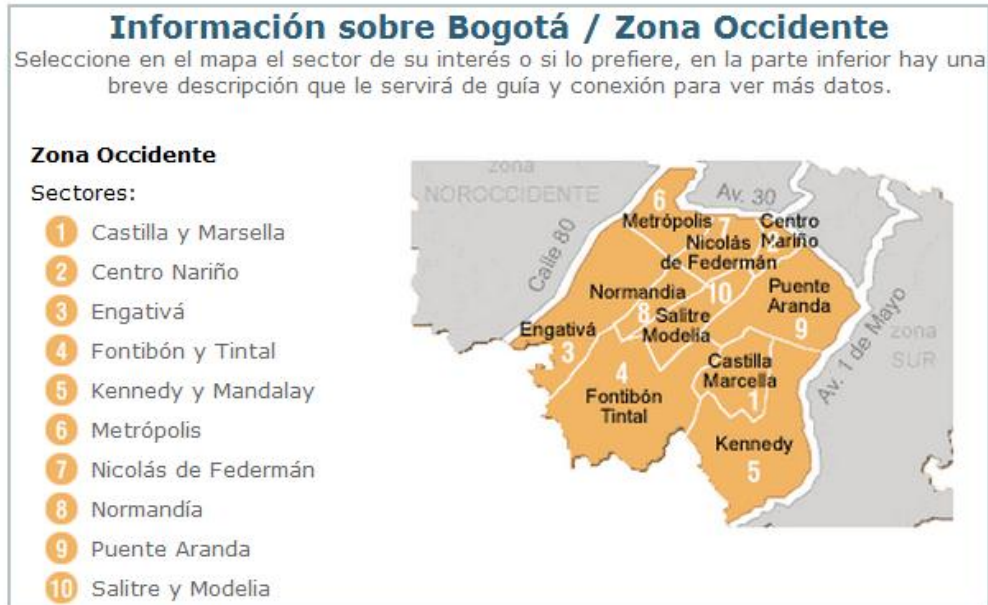 Información sobre Bogotá / Zona Occidente
Seleccione en el mapa el sector de su interés o si lo prefiere, en la parte inferior hay una
breve descripción que le servirá de guía y conexión para ver más datos.
Zona Occidente
Sectores:
1 Castilla y Marsella
2 Centro Nariño
3 Engativá
4 Fontibón y Tintal
5 Kennedy y Mandalay
6 Metrópolis
7 Nicolás de Federmán
8 Normandía
9 Puente Aranda
10 Salitre y Modelia
zona
NOROCCIDENTE
Calle 80
Av. 30
6
Metrópolis
7
Nicolás
de Federmán
Centro
Nariño
2
Normandia
8
10
Salitre
Modelia
Puente
Aranda
9
Engativá
3
4
Fontibón
Tintal
Castilla
Marcella
1
Kennedy
5
Av. 1 de Mayo
zona
SUR